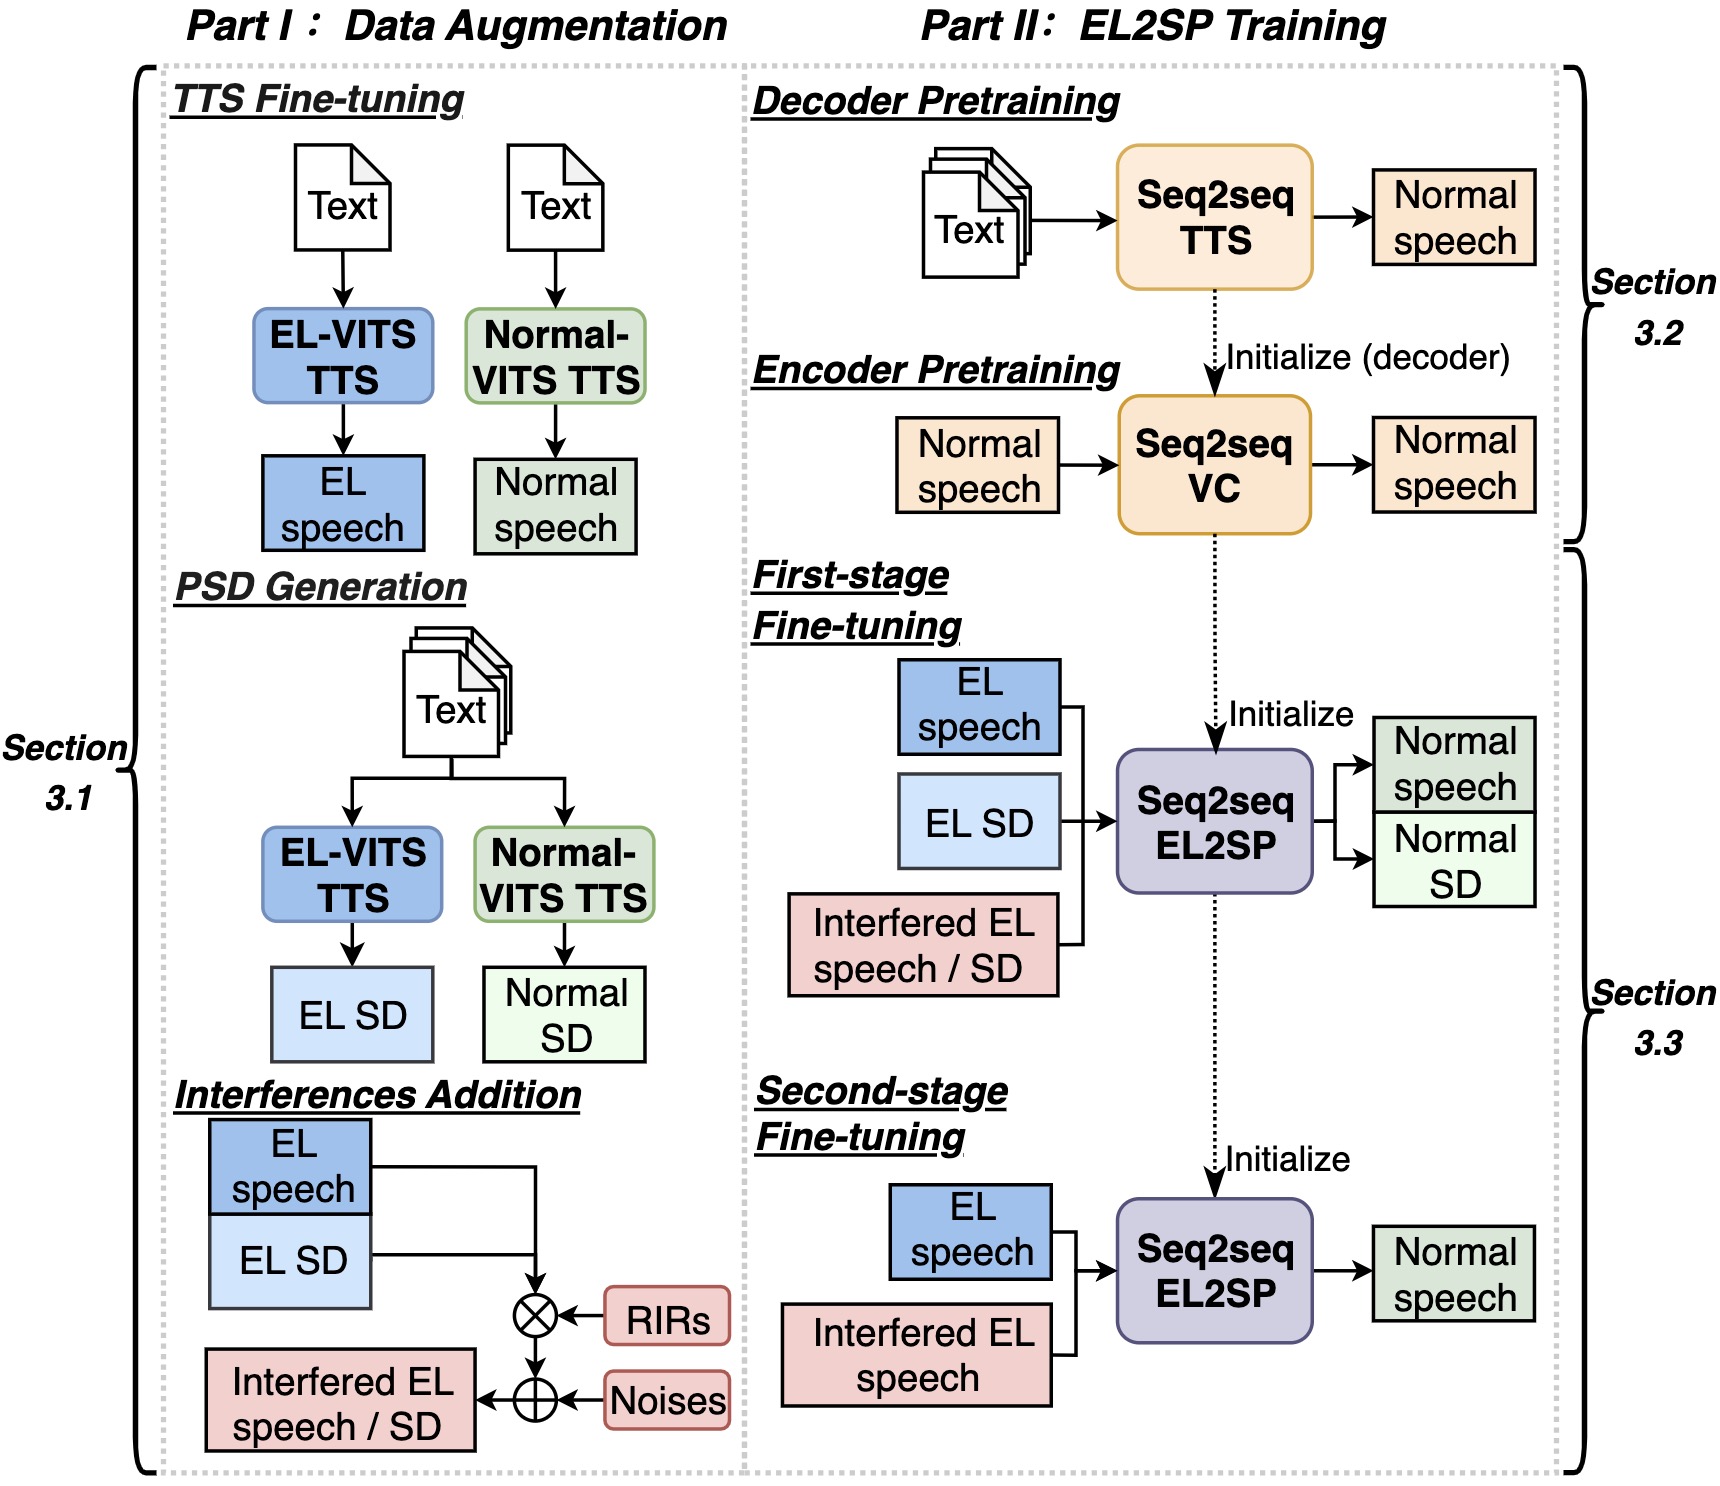 Part I： Data Augmentation
Part II： EL2SP Training
TTS Fine-tuning
Text
Text
EL-VITS
TTS
Normal-
VITS TTS
EL
speech
Normal
speech
PSD Generation
Text
EL-VITS
TTS
Normal-
VITS TTS
EL SD
Normal
SD
Interferences Addition
EL
speech
EL SD
RIRs
Noises
Interfered EL
speech / SD
Section
3.1
Decoder Pretraining
Text
Seq2seq
TTS
Normal
speech
Initialize (decoder)
Encoder Pretraining
Normal
speech
Seq2seq
VC
Normal
speech
Section
3.2
First-stage
Fine-tuning
EL
speech
EL SD
Interfered EL
speech / SD
Initialize
Seq2seq
EL2SP
Normal
speech
Normal
SD
Second-stage
Fine-tuning
Initialize
EL
speech
Interfered EL
speech
Seq2seq
EL2SP
Normal
speech
Section
3.3